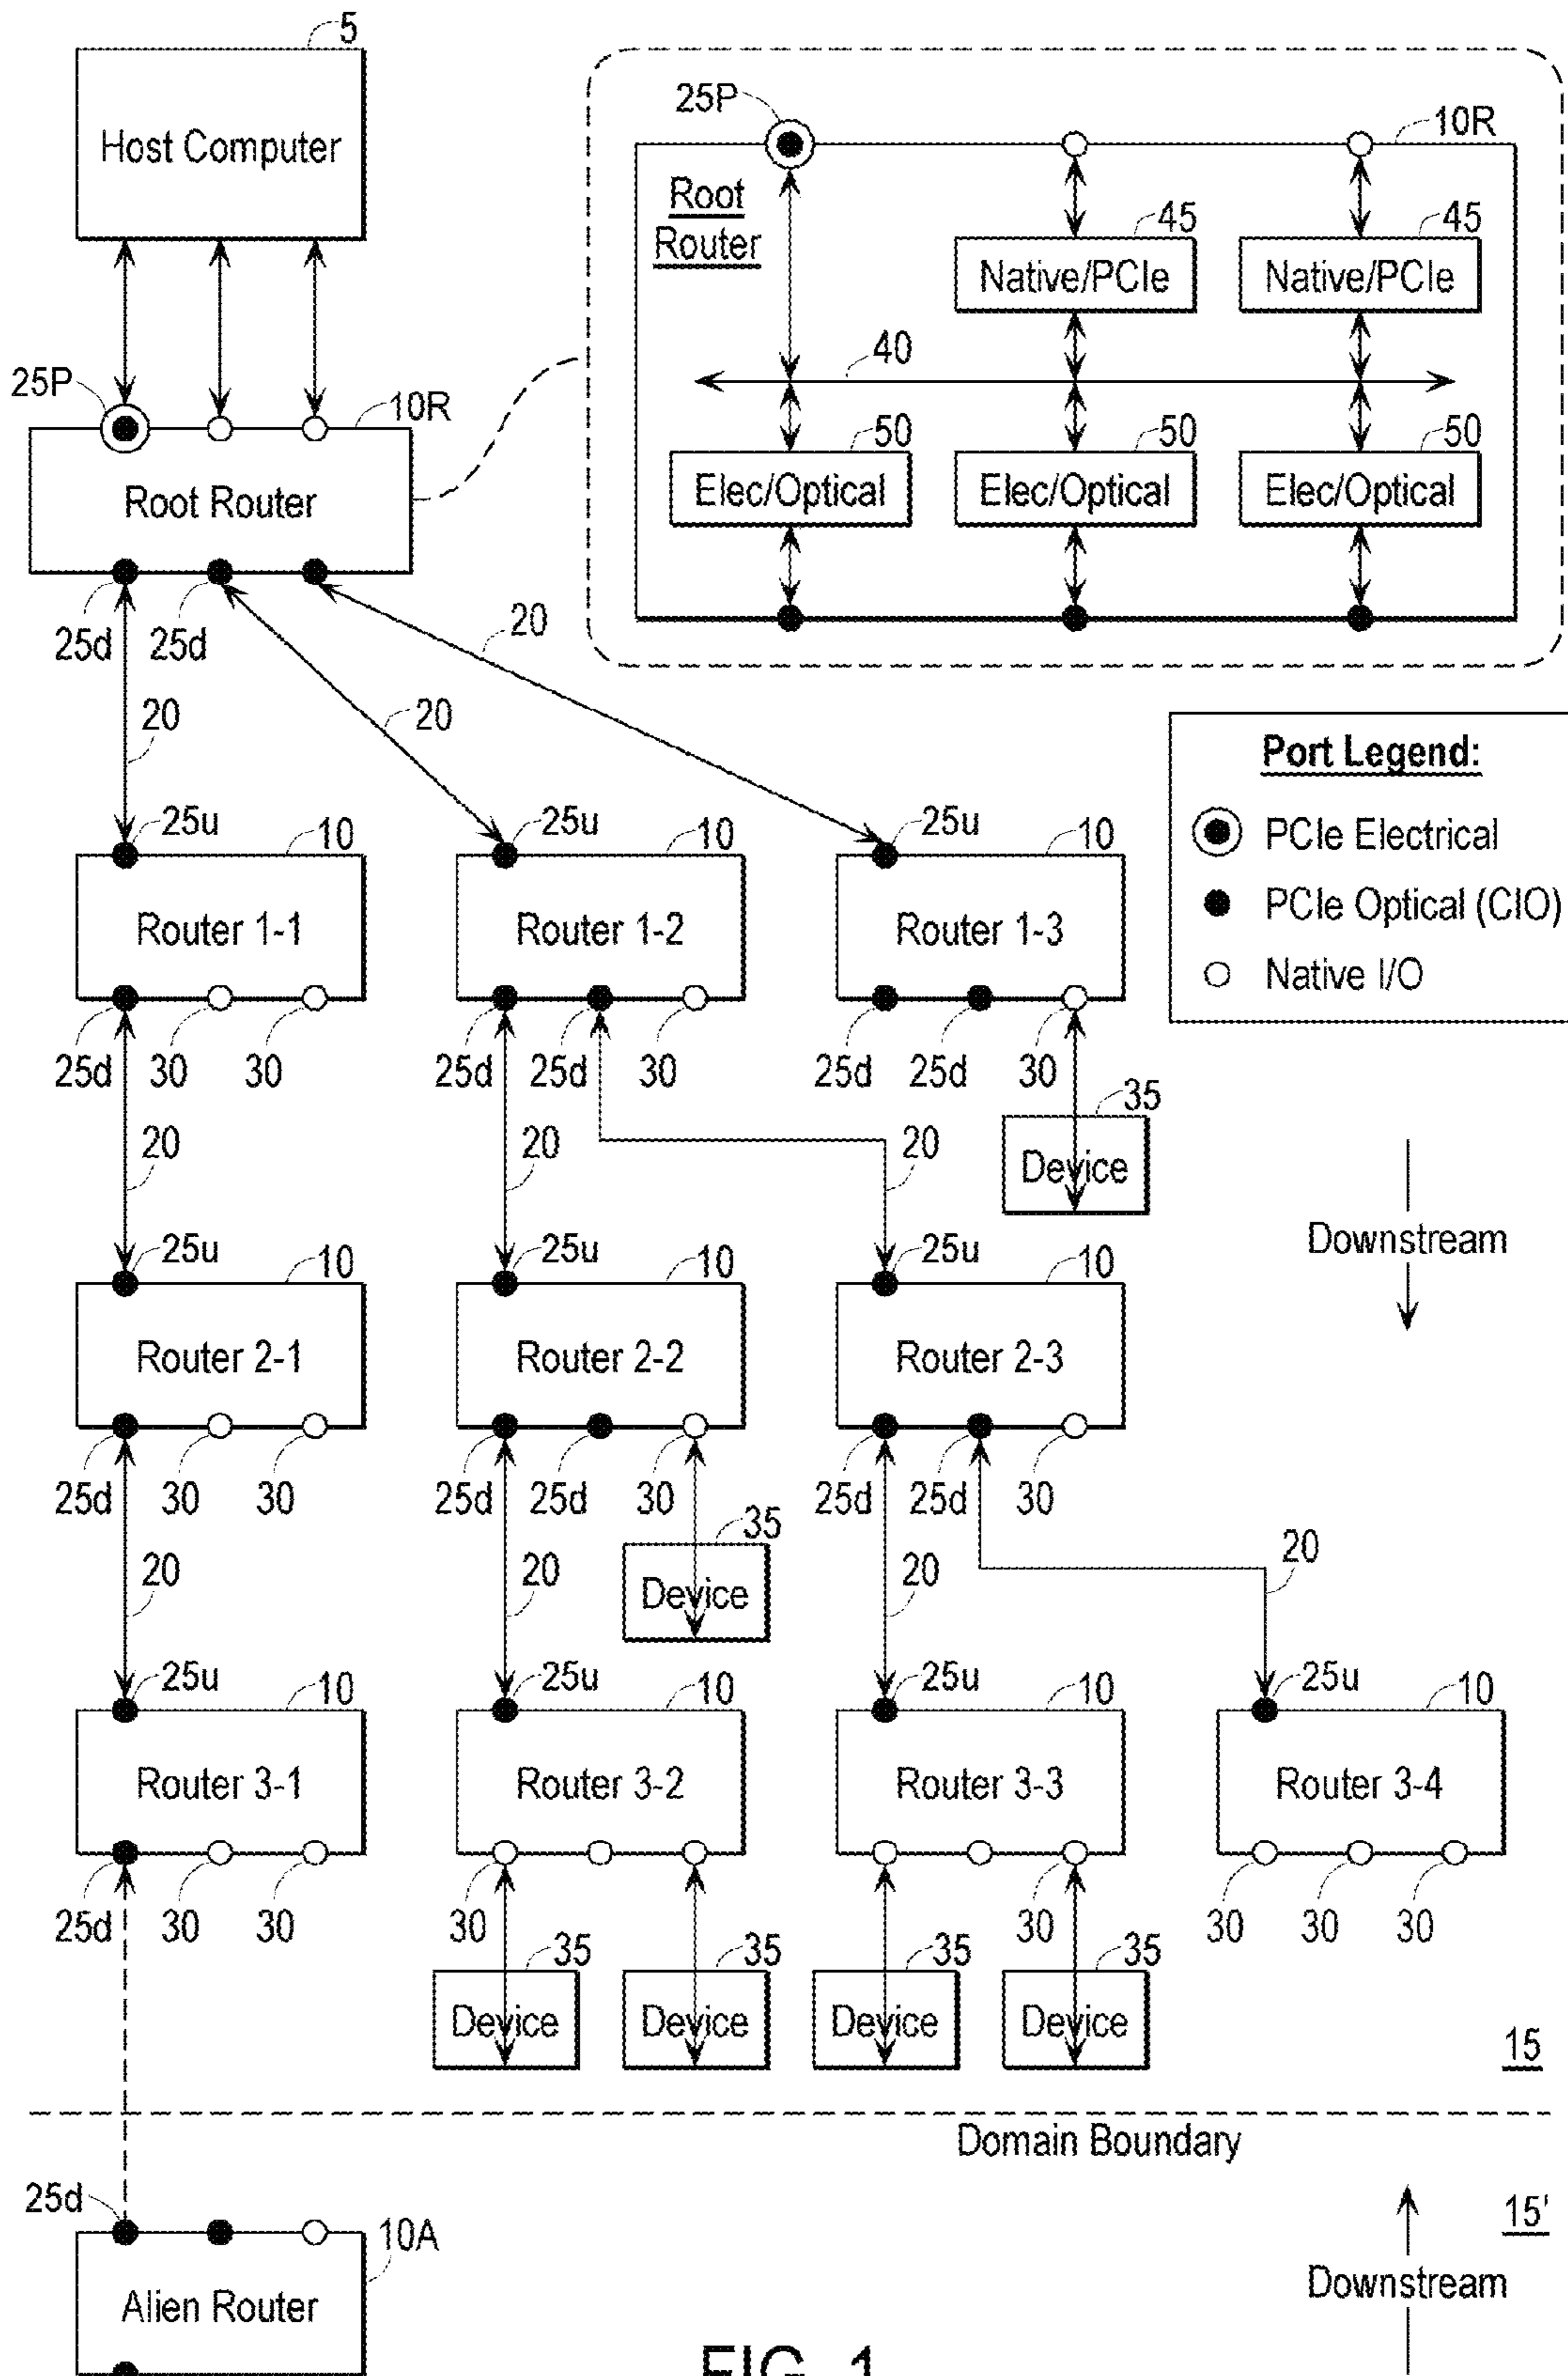 5
Host Computer
25P
10R
Root Router
25d 25d
20 20 20
25P
10R
Root
Router
45 45
Native/PCIe Native/PCIe
40
50 50 50
Elec/Optical Elec/Optical Elec/Optical
Port Legend:
PCIe Electrical
PCIe Optical (CIO)
Native I/O
25u 10 25u 10 25u 10
Router 1-1 Router 1-2 Router 1-3
25d 30 30 25d 25d 30 25d 25d 30
35
Device
20 20 20
Downstream
25u 10 25u 10 25u 10
Router 2-1 Router 2-2 Router 2-3
25d 30 30 25d 25d 30 25d 25d 30
35
Device
20 20 20 20
25u 10 25u 10 25u 10 25u 10
Router 3-1 Router 3-2 Router 3-3 Router 3-4
25d 30 30 30 30 30 30 30
35 35 35 35
Device Device Device Device
15
Domain Boundary
25d
15'
10A
Alien Router
Downstream
FIG. 1